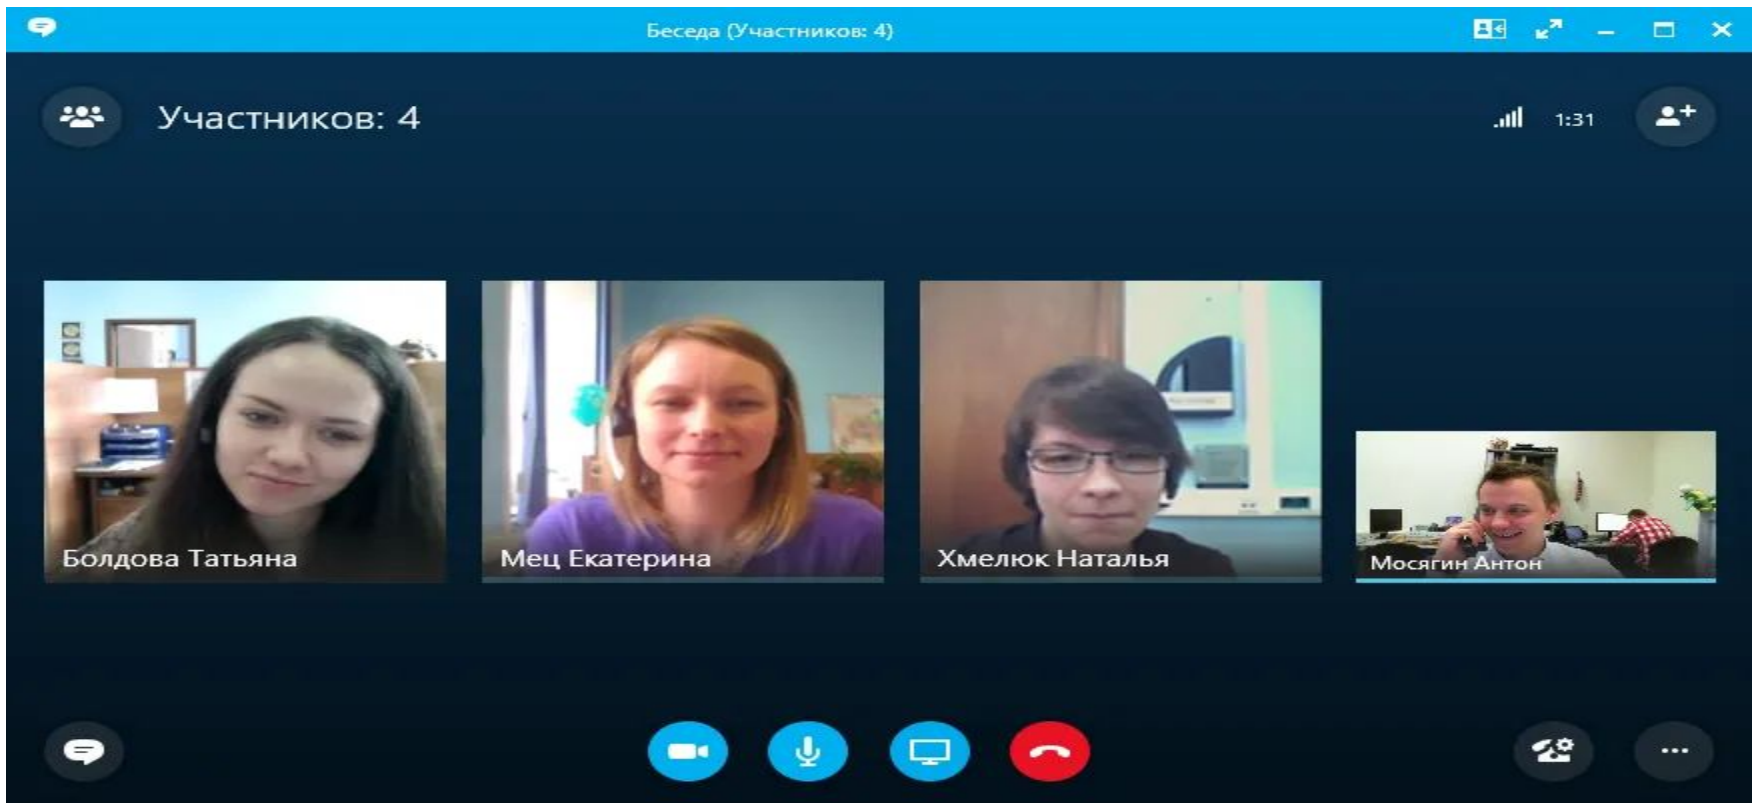 Беседа (Участников: 4)
Участников: 4
1:31
Болдова Татьяна
Мец Екатерина
Хмелюк Наталья
Мосягин Антон